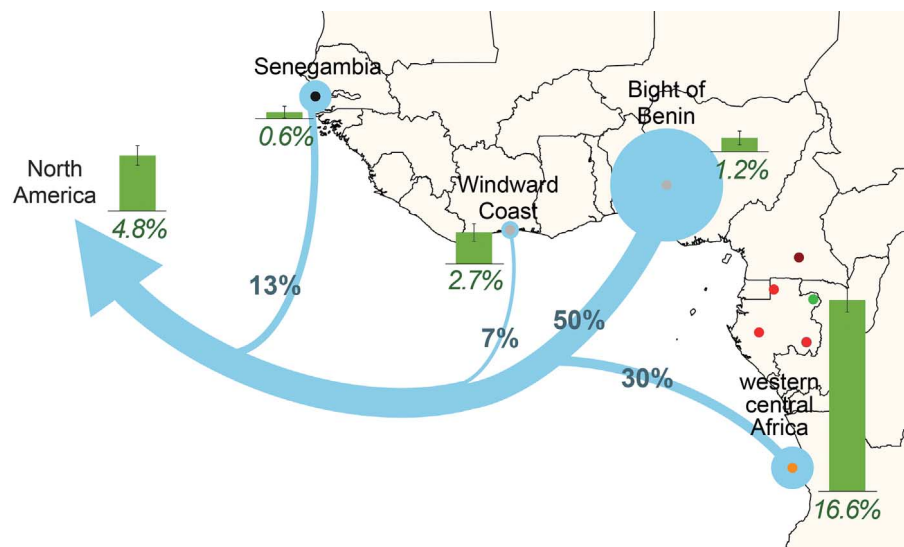 Senegambia
0.6%
Bight of
Benin
1.2%
North
America
4.8%
Windward
Coast
2.7%
13%
7%
50%
30%
western
central
Africa
16.6%